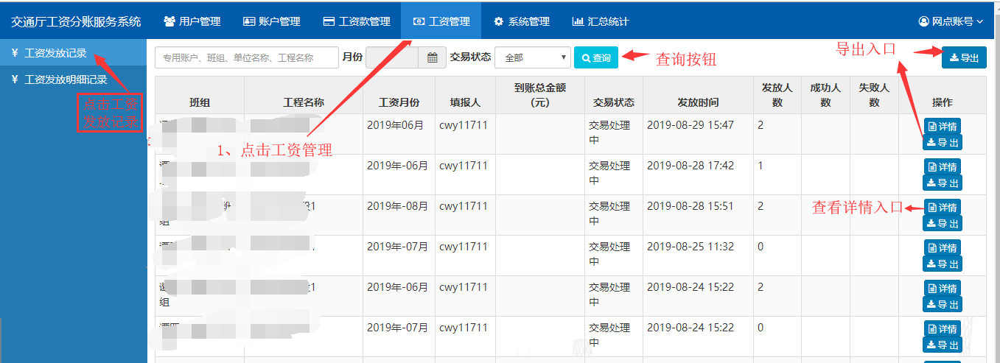 交通厅工资分账服务系统 用户管理 账户管理 工资款管理 工资管理 系统管理 汇总统计 网点账号
¥ 工资发放记录
¥ 工资发放明细记录
点击工资
发放记录
专用账户、班组、单位名称、工程名称 月份 交易状态 全部 查询
查询按钮
导出入口
导出
班组 工程名称 工资月份 填报人 到账总金额(元) 交易状态 发放时间 发放人数 成功人数 失败人数 操作
2019年06月 cwy11711 交易处理中 2019-08-29 15:47 2 详情 导出
1、点击工资管理
2019年-06月 cwy11711 交易处理中 2019-08-28 17:42 1 详情 导出
组 2019年-08月 cwy11711 交易处理中 2019-08-28 15:51 2 详情 导出
查看详情入口
2019年-07月 cwy11711 交易处理中 2019-08-25 11:32 0 详情 导出
组 2019年-06月 cwy11711 交易处理中 2019-08-24 15:22 2 详情 导出
2019年-07月 cwy11711 交易处理中 2019-08-24 15:22 0 详情 导出